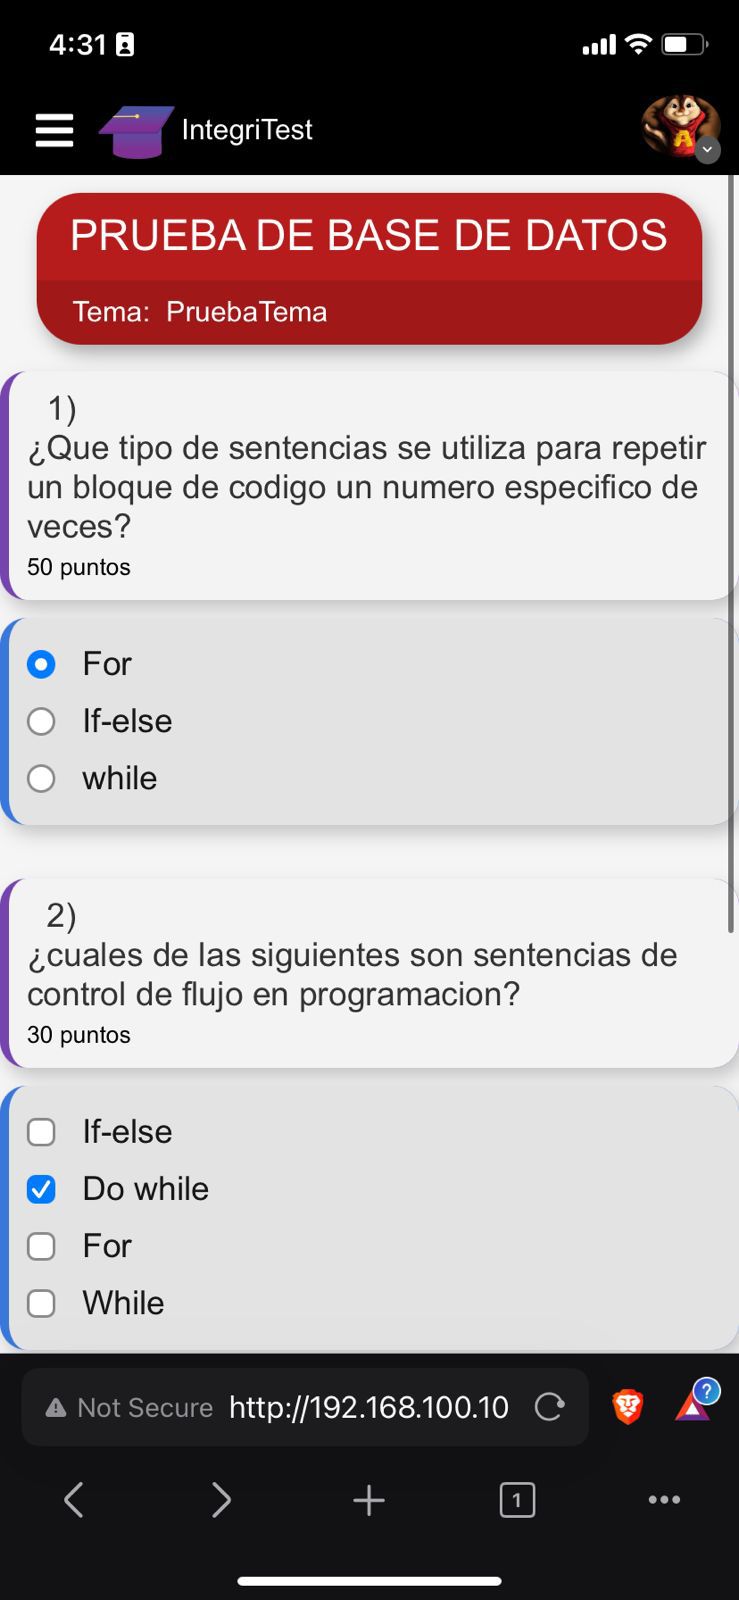 4:31
IntegriTest
A
PRUEBA DE BASE DE DATOS
Tema: PruebaTema
1)
¿Que tipo de sentencias se utiliza para repetir
un bloque de codigo un numero especifico de
veces?
50 puntos
For
If-else
while
2)
¿cuales de las siguientes son sentencias de
control de flujo en programacion?
30 puntos
If-else
Do while
For
While
Not Secure http://192.168.100.10
?
1